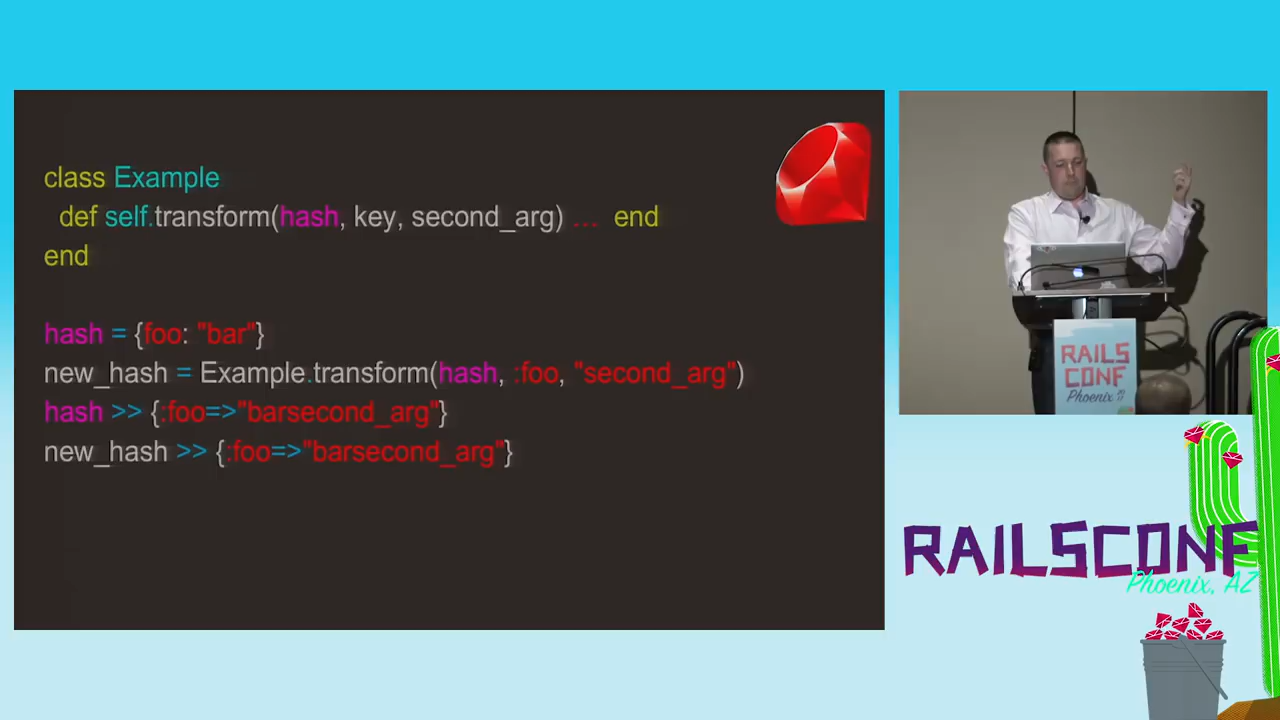 class Example
def self.transform(hash, key, second_arg) ... end
end
hash = {foo: "bar"}
new_hash = Example.transform(hash, :foo, "second_arg")
hash >> {:foo=>"barsecond_arg"}
new_hash >> {:foo=>"barsecond_arg"}
RAILS
CONF
Phoenix 2017
RAILSCONF
Phoenix, AZ